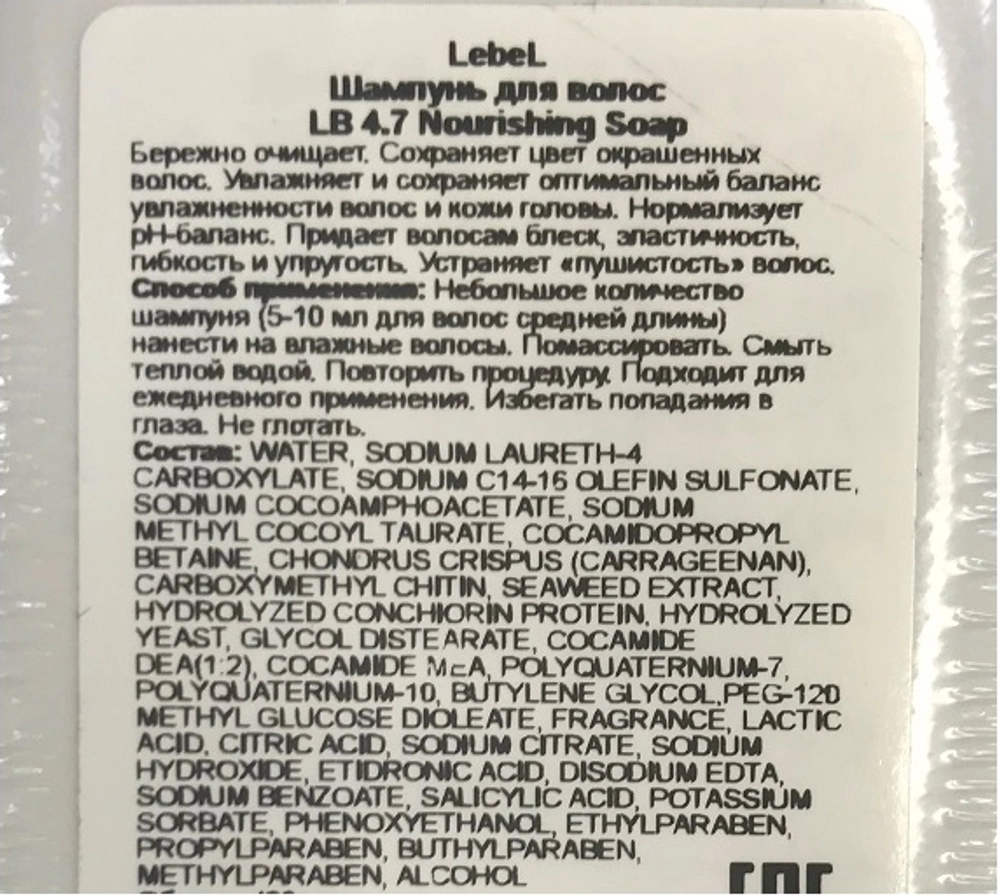 LebeL
Шампунь для волос
LB 4.7 Nourishing Soap
Бережно очищает. Сохраняет цвет окрашенных
волос. Увлажняет и сохраняет оптимальный баланс
увлажненности волос и кожи головы. Нормализует
pH-баланс. Придает волосам блеск, эластичность,
гибкость и упругость. Устраняет «пушистость» волос.
Способ применения: Небольшое количество
шампуня (5-10 мл для волос средней длины)
нанести на влажные волосы. Помассировать. Смыть
теплой водой. Повторить процедуру. Подходит для
ежедневного применения. Избегать попадания в
глаза. Не глотать.
Состав: WATER, SODIUM LAURETH-4
CARBOXYLATE, SODIUM C14-16 OLEFIN SULFONATE,
SODIUM COCOAMPHOACETATE, SODIUM
METHYL COCOYL TAURATE, COCAMIDOPROPYL
BETAINE, CHONDRUS CRISPUS (CARRAGEENAN),
CARBOXYMETHYL CHITIN, SEAWEED EXTRACT,
HYDROLYZED CONCHIORIN PROTEIN, HYDROLYZED
YEAST, GLYCOL DISTEARATE, COCAMIDE
DEA(1:2), COCAMIDE MEA, POLYQUATERNIUM-7,
POLYQUATERNIUM-10, BUTYLENE GLYCOL,PEG-120
METHYL GLUCOSE DIOLEATE, FRAGRANCE, LACTIC
ACID, CITRIC ACID, SODIUM CITRATE, SODIUM
HYDROXIDE, ETIDRONIC ACID, DISODIUM EDTA,
SODIUM BENZOATE, SALICYLIC ACID, POTASSIUM
SORBATE, PHENOXYETHANOL, ETHYLPARABEN,
PROPYLPARABEN, BUTHYLPARABEN,
METHYLPARABEN, ALCOHOL